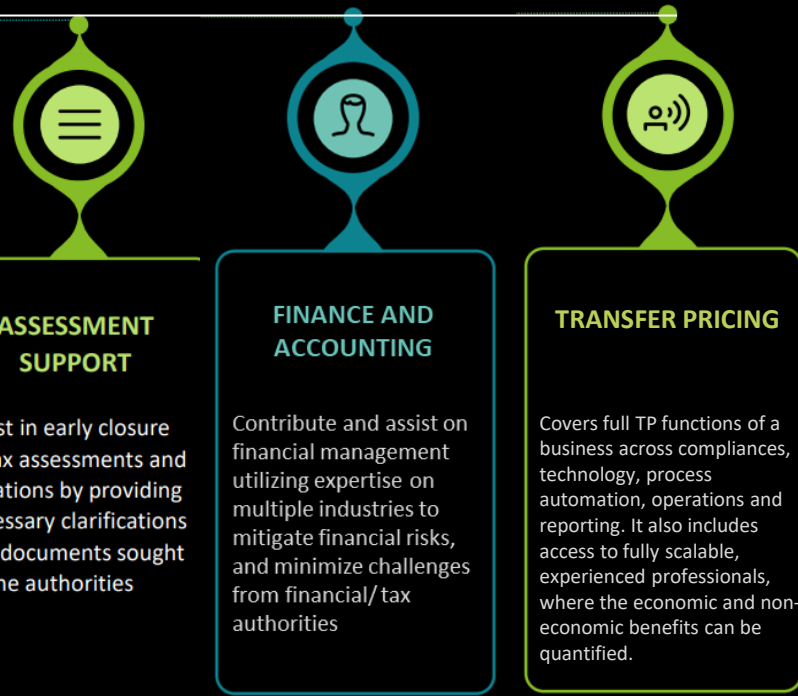 ASSESSMENT
SUPPORT
st in early closure
ax assessments and
ations by providing
essary clarifications
documents sought
he authorities
FINANCE AND
ACCOUNTING
Contribute and assist on
financial management
utilizing expertise on
multiple industries to
mitigate financial risks,
and minimize challenges
from financial/ tax
authorities
TRANSFER PRICING
Covers full TP functions of a
business across compliances,
technology, process
automation, operations and
reporting. It also includes
access to fully scalable,
experienced professionals,
where the economic and non-
economic benefits can be
quantified.